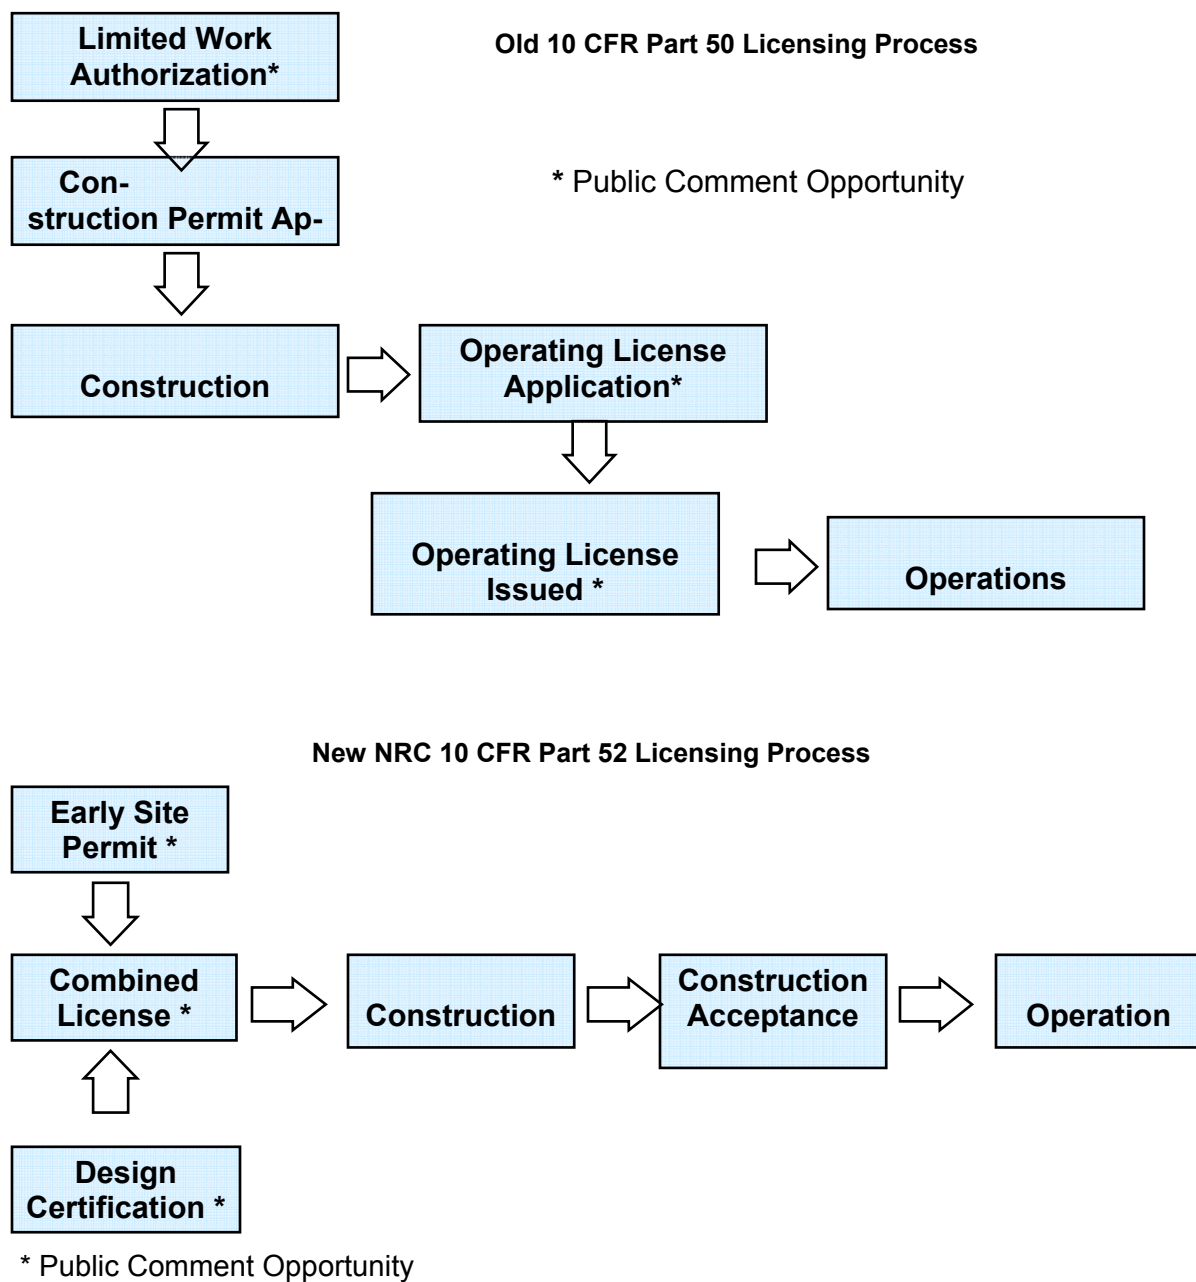 Limited Work
Authorization*
Old 10 CFR Part 50 Licensing Process
Con-
struction Permit Ap-
* Public Comment Opportunity
Construction
Operating License
Application*
Operating License
Issued *
Operations
New NRC 10 CFR Part 52 Licensing Process
Early Site
Permit *
Combined
License *
Construction
Construction
Acceptance
Operation
Design
Certification *
* Public Comment Opportunity